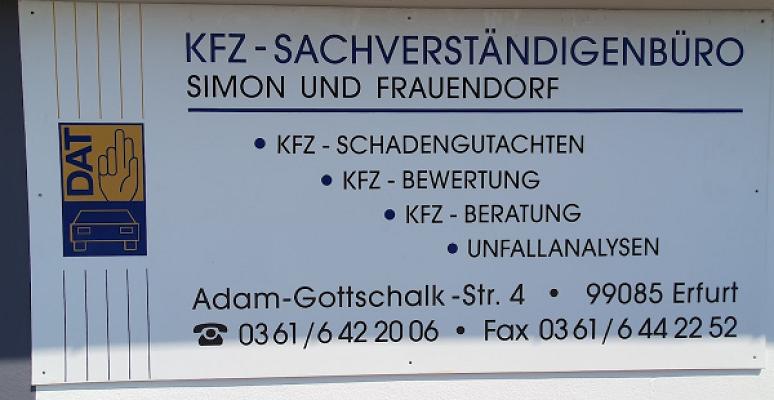 KFZ - SACHVERSTÄNDIGENBÜRO
SIMON UND FRAUENDORF
DAT
• KFZ - SCHADENGUTACHTEN
• KFZ - BEWERTUNG
• KFZ - BERATUNG
• UNFALLANALYSEN
Adam-Gottschalk -Str. 4 • 99085 Erfurt
☎ 03 61 / 6 42 20 06 • Fax 03 61 / 6 44 22 52